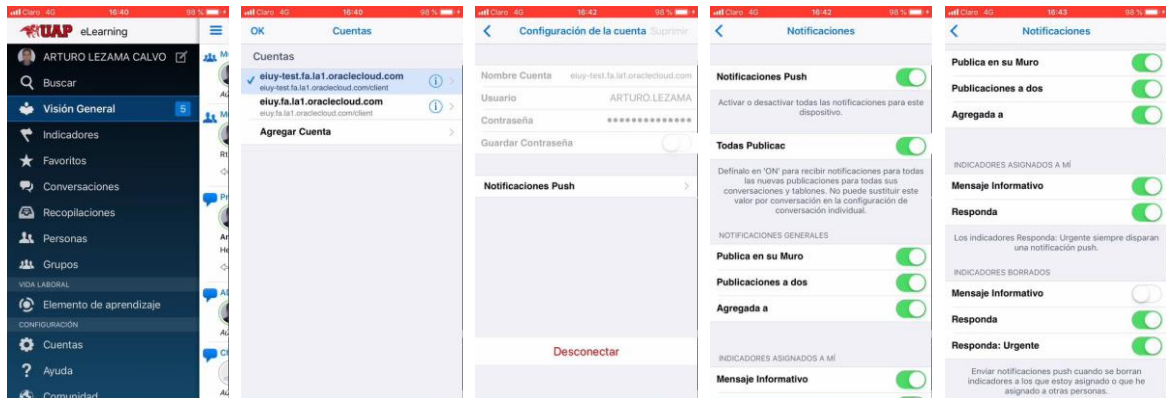 Claro 4G 16:40 98 %
UAP eLearning
ARTURO LEZAMA CALVO
Buscar
Visión General 5
Indicadores
Favoritos
Conversaciones
Recopilaciones
Personas
Grupos
VIDA LABORAL
Elemento de aprendizaje
CONFIGURACIÓN
Cuentas
Ayuda
Comunidad
Claro 4G 16:40 98 %
OK Cuentas
Cuentas
eiuy-test.fa.la1.oraclecloud.com
eiuy-test.fa.la1.oraclecloud.com/client
eiuy.fa.la1.oraclecloud.com
eiuy.fa.la1.oraclecloud.com/client
Agregar Cuenta
Claro 4G 16:42 98 %
Configuración de la cuenta Suprimir
Nombre Cuenta eiuy-test.fa.la1.oraclecloud.com
Usuario ARTURO.LEZAMA
Contraseña ••••••••••••••
Guardar Contraseña
Notificaciones Push
Desconectar
Claro 4G 16:42 98 %
Notificaciones
Notificaciones Push
Activar o desactivar todas las notificaciones para este
dispositivo.
Todas Publicac
Defínalo en 'ON' para recibir notificaciones para todas
las nuevas publicaciones para todas sus
conversaciones y tablones. No puede sustituir este
valor por conversación en la configuración de
conversación individual.
NOTIFICACIONES GENERALES
Publica en su Muro
Publicaciones a dos
Agregada a
INDICADORES ASIGNADOS A MÍ
Mensaje Informativo
Claro 4G 16:43 98 %
Notificaciones
Publica en su Muro
Publicaciones a dos
Agregada a
INDICADORES ASIGNADOS A MÍ
Mensaje Informativo
Responda
Los indicadores Responda: Urgente siempre disparan
una notificación push.
INDICADORES BORRADOS
Mensaje Informativo
Responda
Responda: Urgente
Enviar notificaciones push cuando se borran
indicadores a los que estoy asignado o que he
asignado a otras personas.